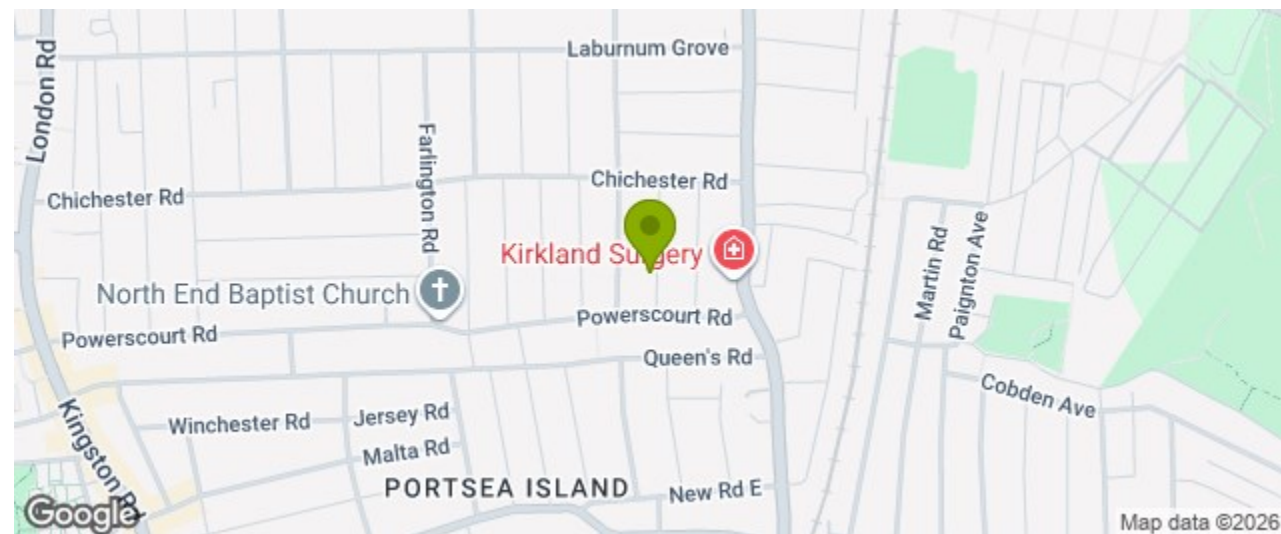 Laburnum Grove
London Rd
Farlington Rd
Chichester Rd
Chichester Rd
Kirkland Surgery
Martin Rd
Paignton Ave
North End Baptist Church
Powerscourt Rd
Powerscourt Rd
Queen's Rd
Cobden Ave
Kingston Rd
Winchester Rd
Jersey Rd
Malta Rd
PORTSEA ISLAND
New Rd E
Google
Map data ©2026